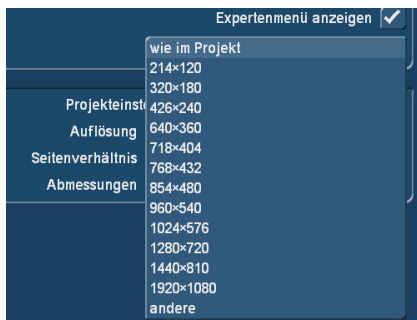 Expertenmenü anzeigen
wie im Projekt
214×120
320×180
Projekteinst
426×240
Auflösung
640×360
718×404
Seitenverhältnis
768×432
Abmessungen
854×480
960×540
1024×576
1280×720
1440×810
1920×1080
andere